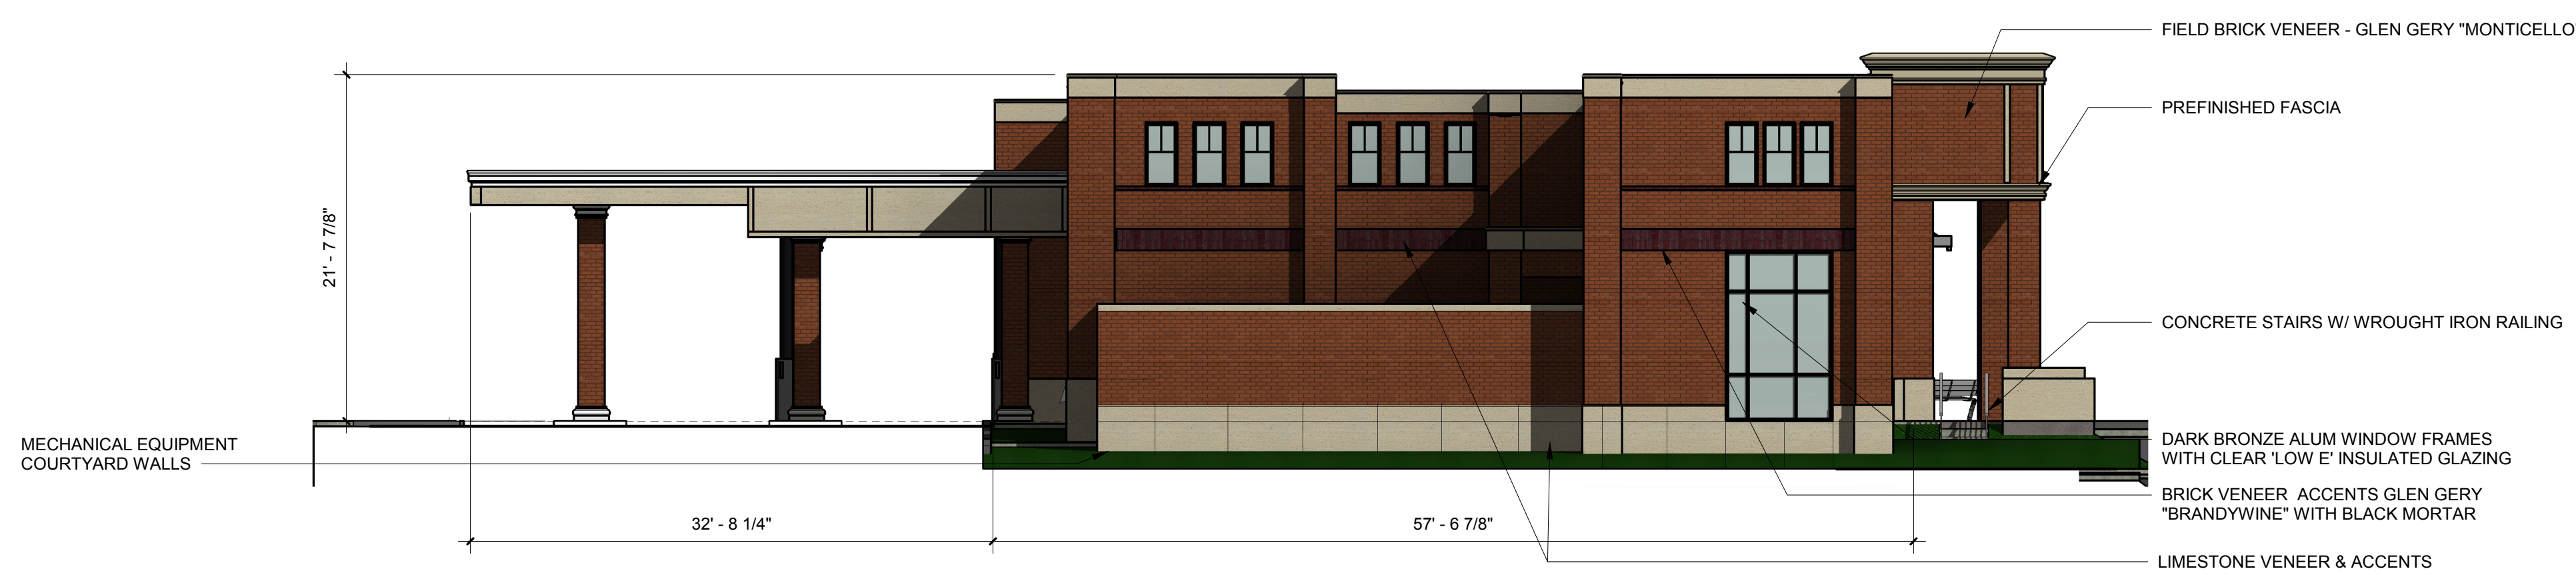 FIELD BRICK VENEER - GLEN GERY "MONTICELLO"
PREFINISHED FASCIA
21' - 7 7/8"
CONCRETE STAIRS W/ WROUGHT IRON RAILING
MECHANICAL EQUIPMENT
COURTYARD WALLS
DARK BRONZE ALUM WINDOW FRAMES
WITH CLEAR 'LOW E' INSULATED GLAZING
BRICK VENEER  ACCENTS GLEN GERY
"BRANDYWINE" WITH BLACK MORTAR
32' - 8 1/4"
57' - 6 7/8"
LIMESTONE VENEER & ACCENTS